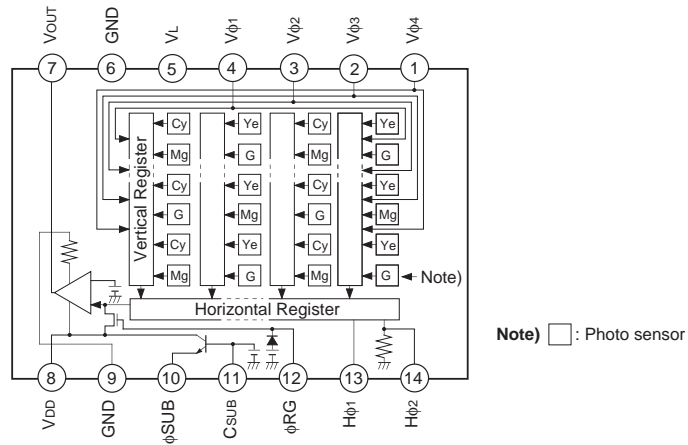 VOUT GND VL Vϕ1 Vϕ2 Vϕ3 Vϕ4
7 6 5 4 3 2 1
Vertical Register
Cy Ye Cy Ye
Mg G Mg G
Cy Ye Cy Ye
G Mg G Mg
Cy Ye Cy Ye
Mg G Mg G
Note)
Horizontal Register
Note) : Photo sensor
8 9 10 11 12 13 14
VDD GND ϕSUB CSUB ϕRG Hϕ1 Hϕ2